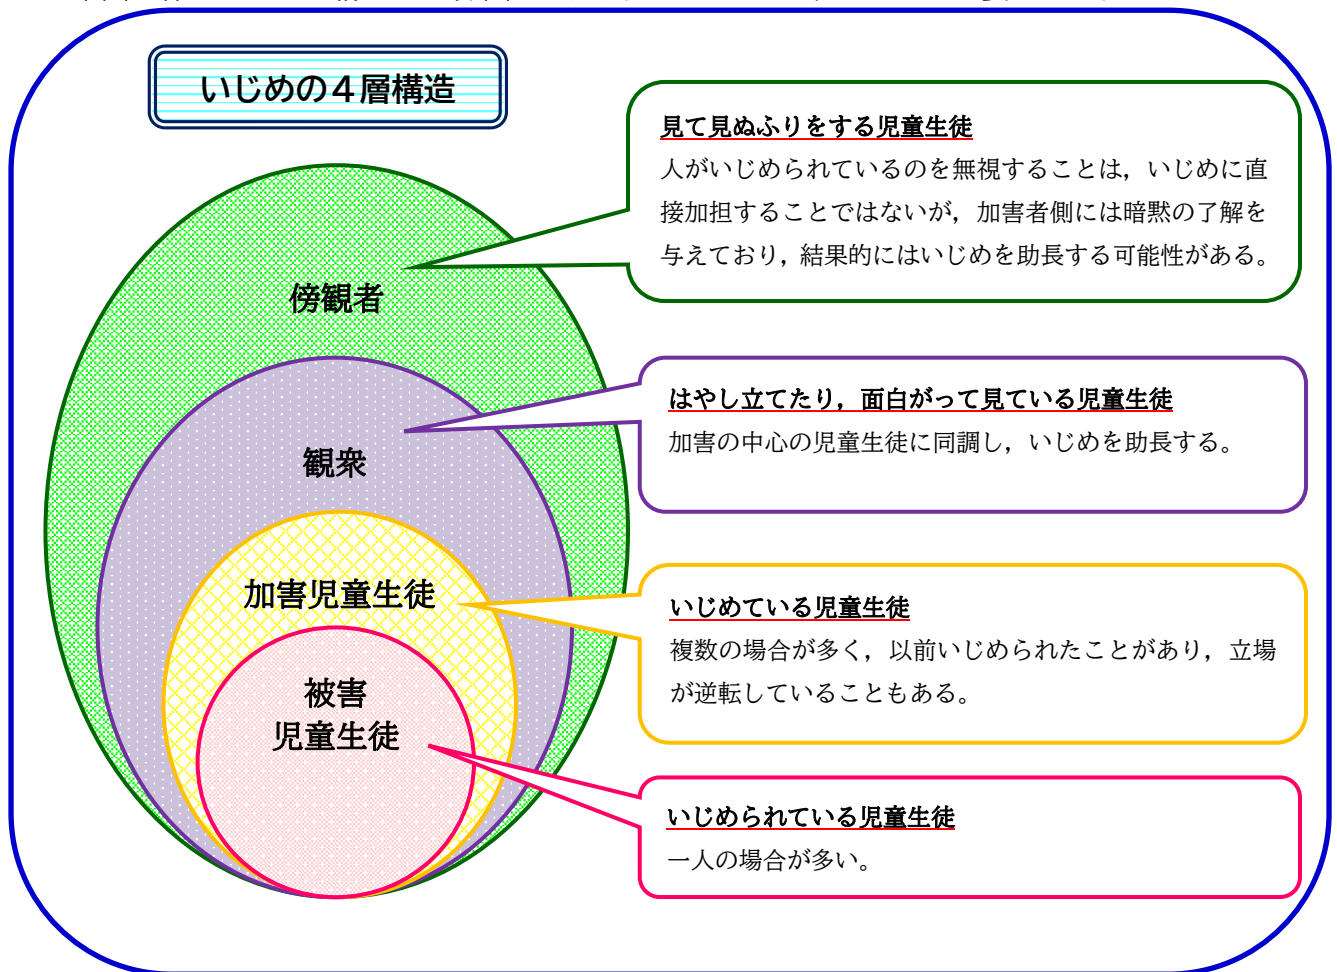 いじめの４層構造
見て見ぬふりをする児童生徒
人がいじめられているのを無視することは，いじめに直
接加担することではないが，加害者側には暗黙の了解を
与えており，結果的にはいじめを助長する可能性がある。
傍観者
はやし立てたり，面白がって見ている児童生徒
加害の中心の児童生徒に同調し，いじめを助長する。
観衆
いじめている児童生徒
複数の場合が多く，以前いじめられたことがあり，立場
が逆転していることもある。
加害児童生徒
被害
児童生徒
いじめられている児童生徒
一人の場合が多い。